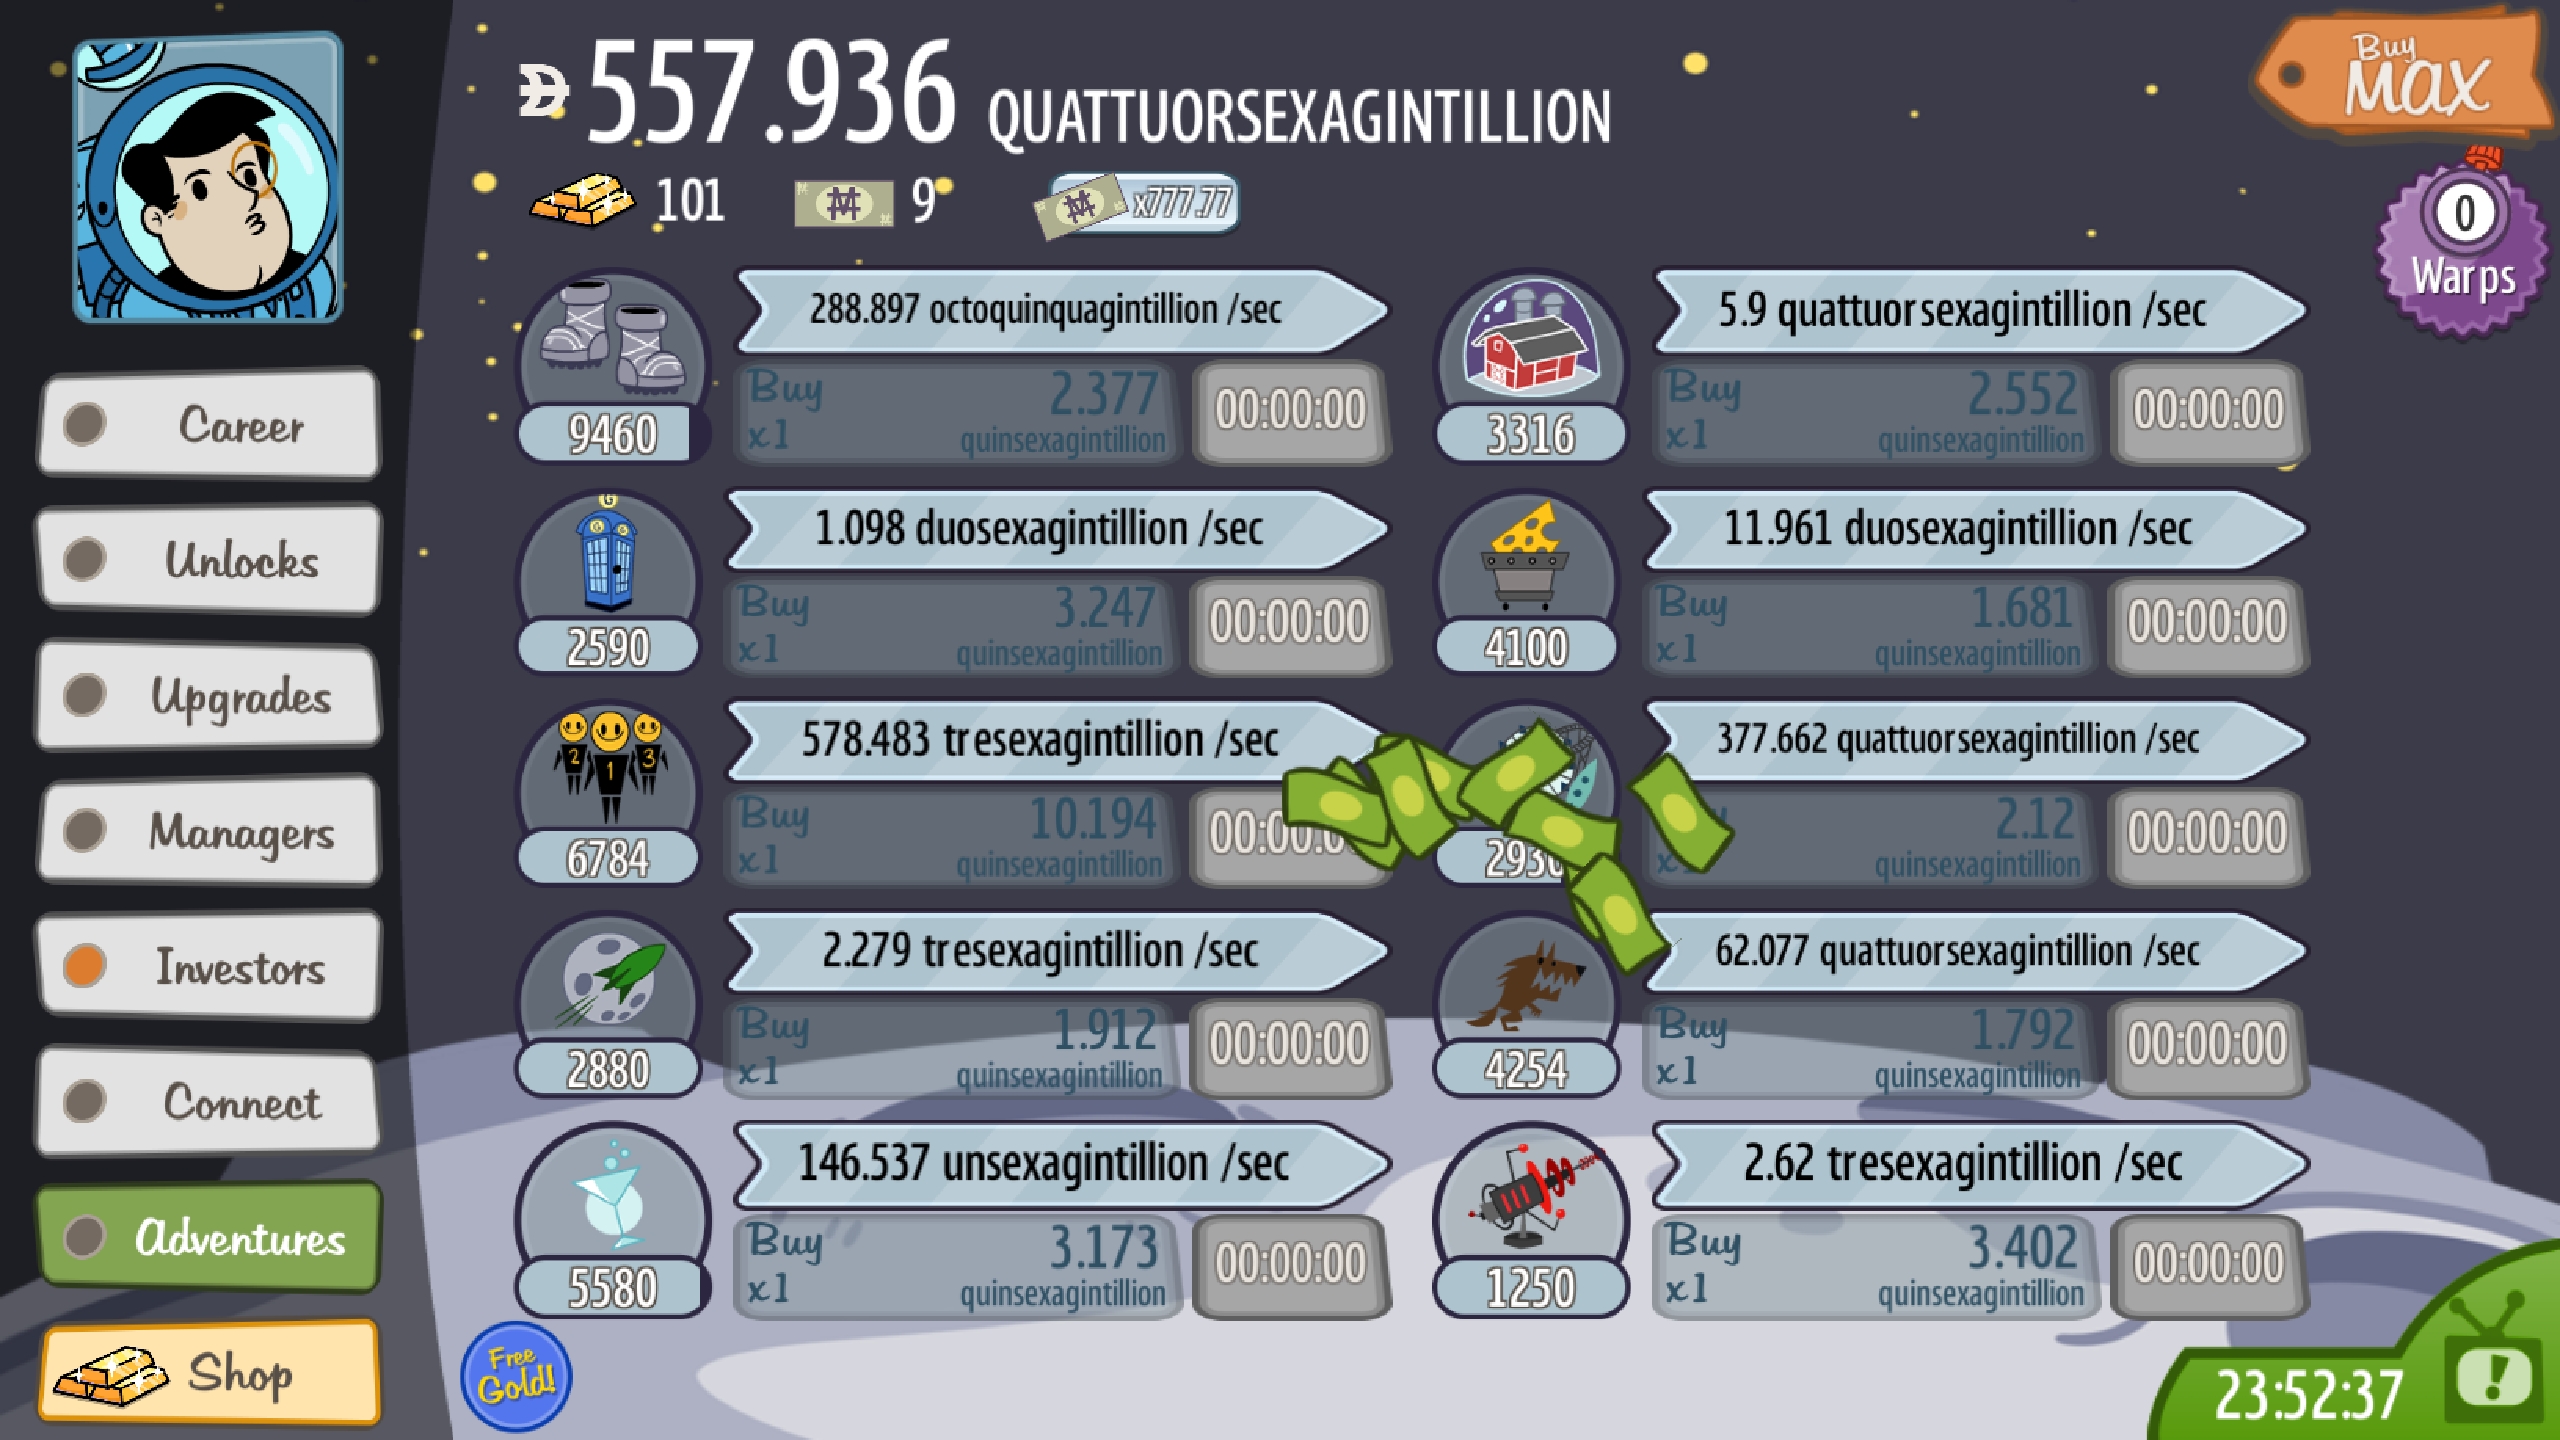 557.936 QUATTUORSEXAGINTILLION
Buy
MAX
101
9
x777.77
0
Warps
Career
Unlocks
Upgrades
Managers
Investors
Connect
Adventures
Shop
288.897 octoquinquagintillion /sec
Buy 2.377
x1 quinsexagintillion
00:00:00
9460
5.9 quattuorsexagintillion /sec
Buy 2.552
x1 quinsexagintillion
00:00:00
3316
G
G G
1.098 duosexagintillion /sec
Buy 3.247
x1 quinsexagintillion
00:00:00
2590
11.961 duosexagintillion /sec
Buy 1.681
x1 quinsexagintillion
00:00:00
4100
2 1 3
578.483 tresexagintillion /sec
Buy 10.194
x1 quinsexagintillion
6784
377.662 quattuorsexagintillion /sec
2.12
quinsexagintillion
00:00:00
2.279 tresexagintillion /sec
Buy 1.912
x1 quinsexagintillion
00:00:00
2880
62.077 quattuorsexagintillion /sec
Buy 1.792
x1 quinsexagintillion
00:00:00
4254
146.537 unsexagintillion /sec
Buy 3.173
x1 quinsexagintillion
00:00:00
5580
2.62 tresexagintillion /sec
Buy 3.402
x1 quinsexagintillion
00:00:00
1250
Free
Gold!
23:52:37
!